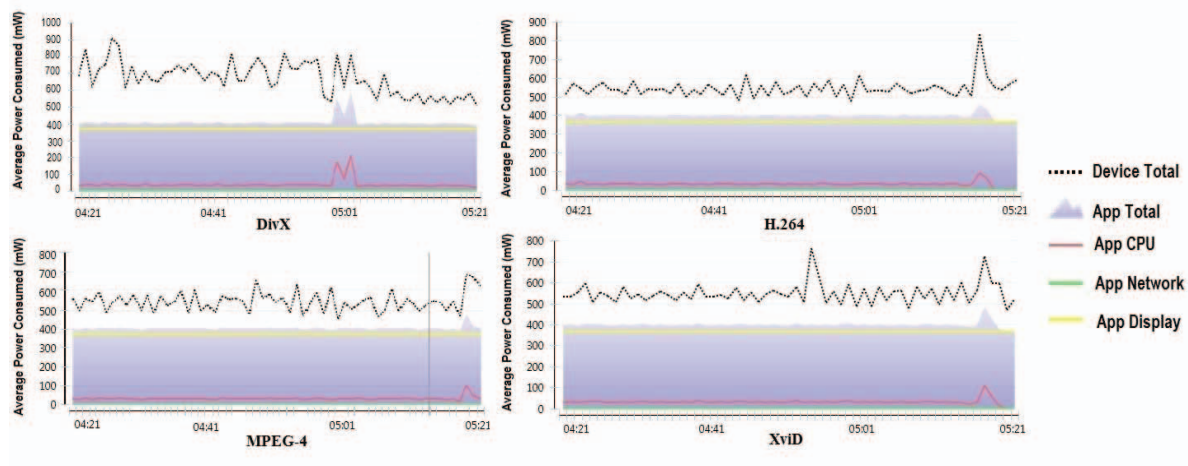 Average Power Consumed (mW)
1000
900
800
700
600
500
400
300
200
100
0
04:21 04:41 05:01 05:21
DivX
Average Power Consumed (mW)
900
800
700
600
500
400
300
200
100
0
04:21 04:41 05:01 05:21
H.264
Average Power Consumed (mW)
800
700
600
500
400
300
200
100
0
04:21 04:41 05:01 05:21
MPEG-4
Average Power Consumed (mW)
800
700
600
500
400
300
200
100
0
04:21 04:41 05:01 05:21
XviD
Device Total
App Total
App CPU
App Network
App Display